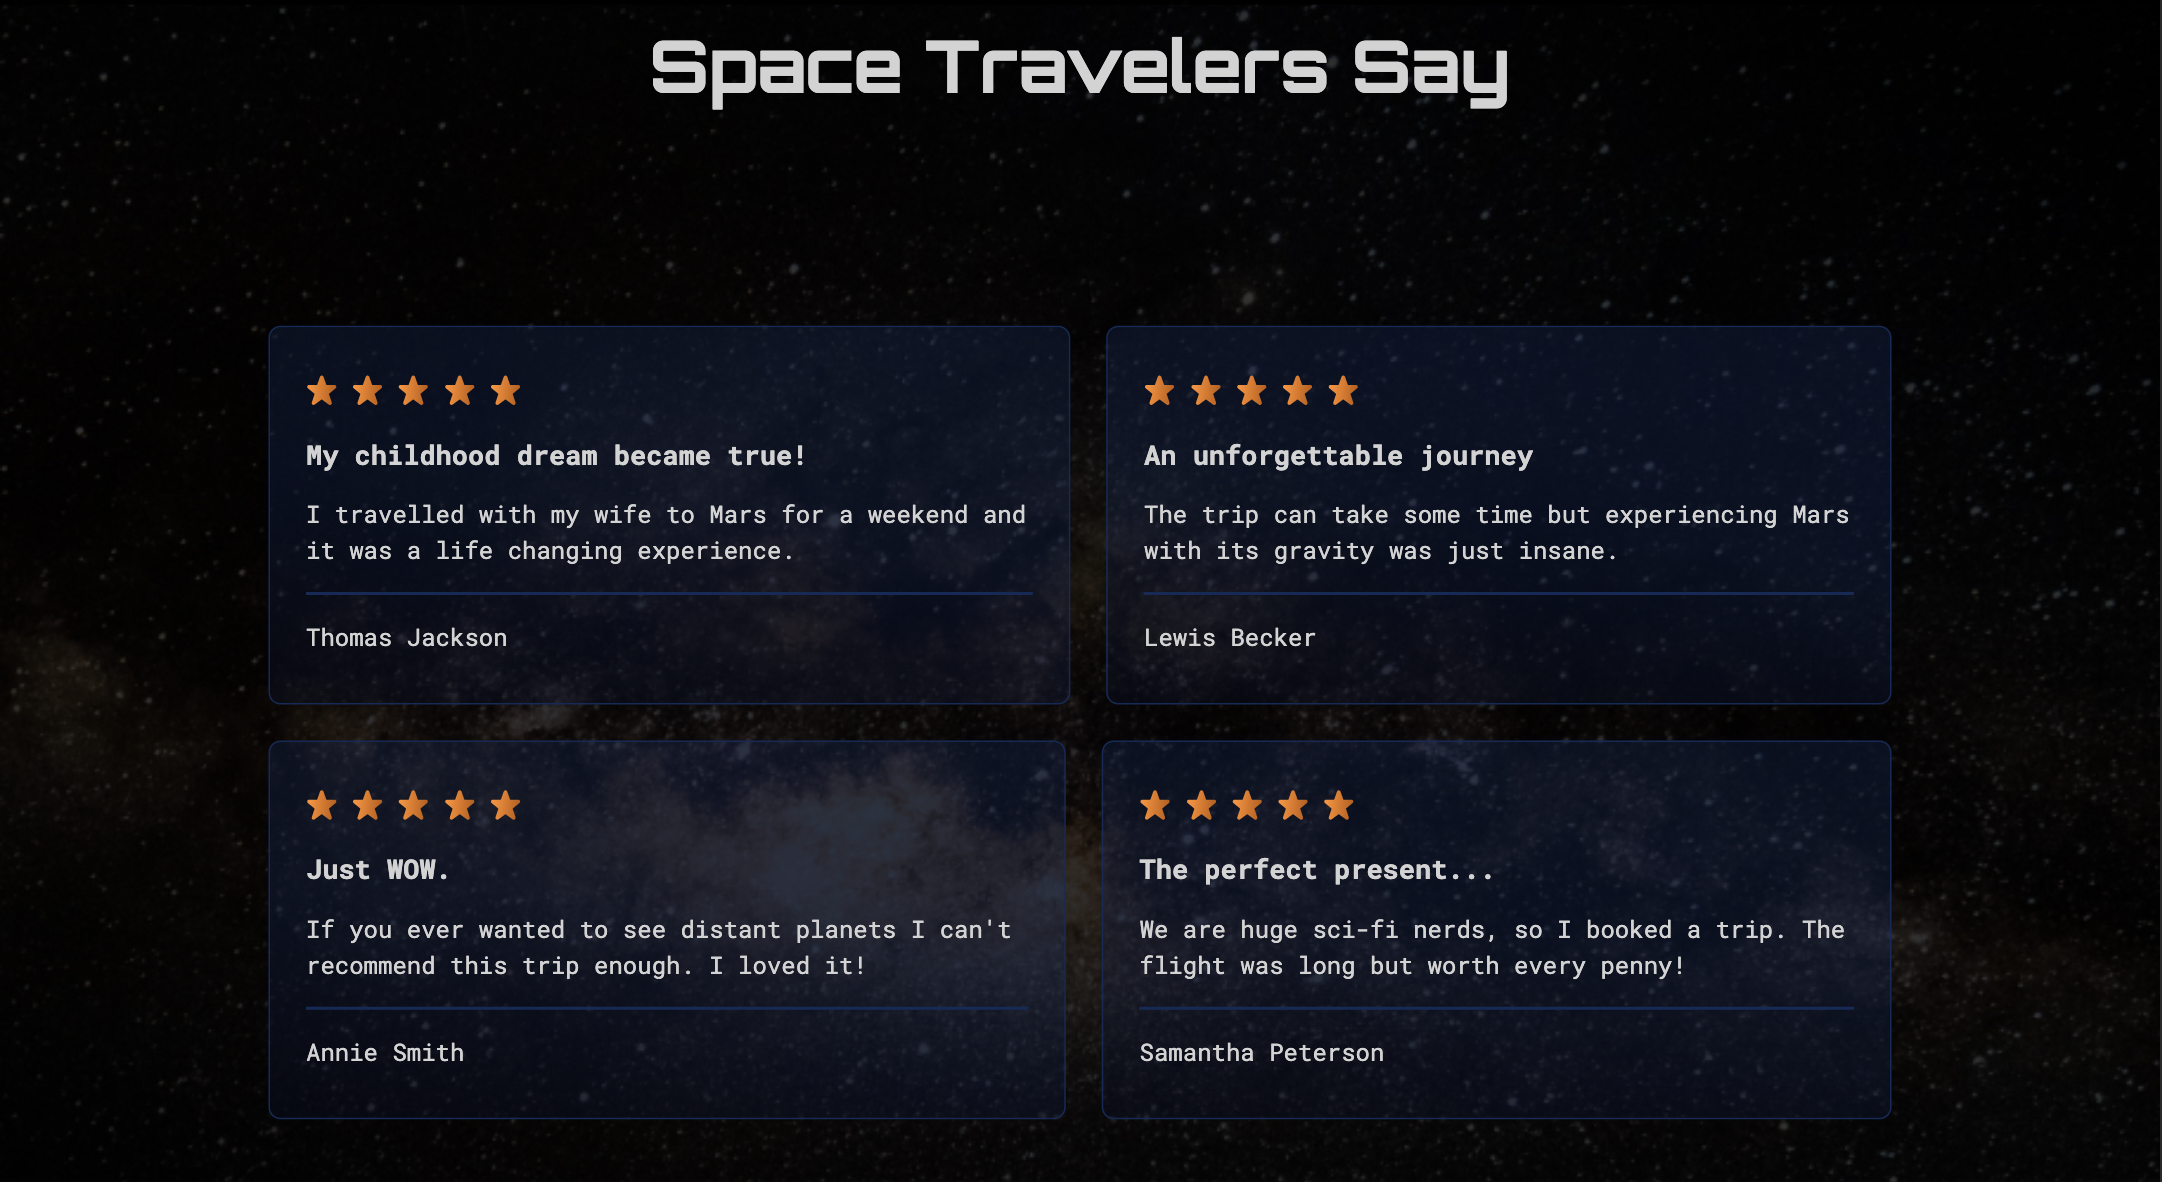 Space Travelers Say
My childhood dream became true!
I travelled with my wife to Mars for a weekend and
it was a life changing experience.
Thomas Jackson
An unforgettable journey
The trip can take some time but experiencing Mars
with its gravity was just insane.
Lewis Becker
Just WOW.
If you ever wanted to see distant planets I can't
recommend this trip enough. I loved it!
Annie Smith
The perfect present...
We are huge sci-fi nerds, so I booked a trip. The
flight was long but worth every penny!
Samantha Peterson